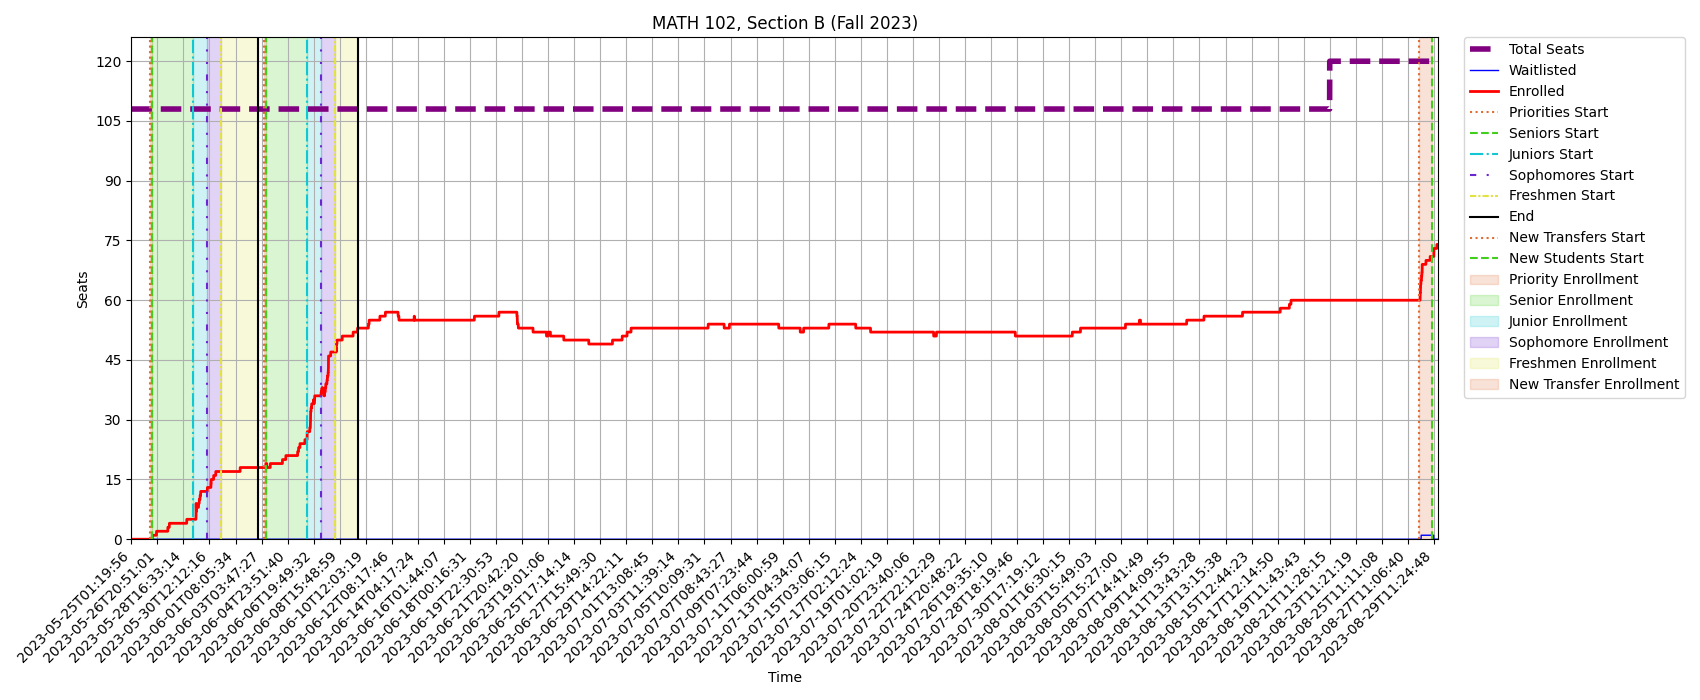 MATH 102, Section B (Fall 2023)
120
105
90
75
60
45
30
15
0
Seats
2023-05-25T01:19:56
2023-05-26T20:51:01
2023-05-28T16:33:14
2023-05-30T12:12:16
2023-06-01T08:05:34
2023-06-03T03:47:27
2023-06-04T23:51:40
2023-06-06T19:49:32
2023-06-08T15:48:59
2023-06-10T12:03:19
2023-06-12T08:17:46
2023-06-14T04:17:24
2023-06-16T01:44:07
2023-06-18T00:16:31
2023-06-19T22:30:53
2023-06-21T20:42:20
2023-06-23T19:01:06
2023-06-25T17:14:14
2023-06-27T15:49:30
2023-06-29T14:22:11
2023-07-01T13:08:45
2023-07-03T11:39:14
2023-07-05T10:09:31
2023-07-07T08:43:27
2023-07-09T07:23:44
2023-07-11T06:00:59
2023-07-13T04:34:07
2023-07-15T03:06:15
2023-07-17T02:12:24
2023-07-19T01:02:19
2023-07-20T23:40:06
2023-07-22T22:12:29
2023-07-24T20:48:22
2023-07-26T19:35:10
2023-07-28T18:19:46
2023-07-30T17:19:12
2023-08-01T16:30:15
2023-08-03T15:49:03
2023-08-05T15:27:00
2023-08-07T14:41:49
2023-08-09T14:09:55
2023-08-11T13:43:28
2023-08-13T13:15:38
2023-08-15T12:44:23
2023-08-17T12:14:50
2023-08-19T11:43:43
2023-08-21T11:28:15
2023-08-23T11:21:19
2023-08-25T11:11:08
2023-08-27T11:06:40
2023-08-29T11:24:48
Time
Total Seats
Waitlisted
Enrolled
Priorities Start
Seniors Start
Juniors Start
Sophomores Start
Freshmen Start
End
New Transfers Start
New Students Start
Priority Enrollment
Senior Enrollment
Junior Enrollment
Sophomore Enrollment
Freshmen Enrollment
New Transfer Enrollment